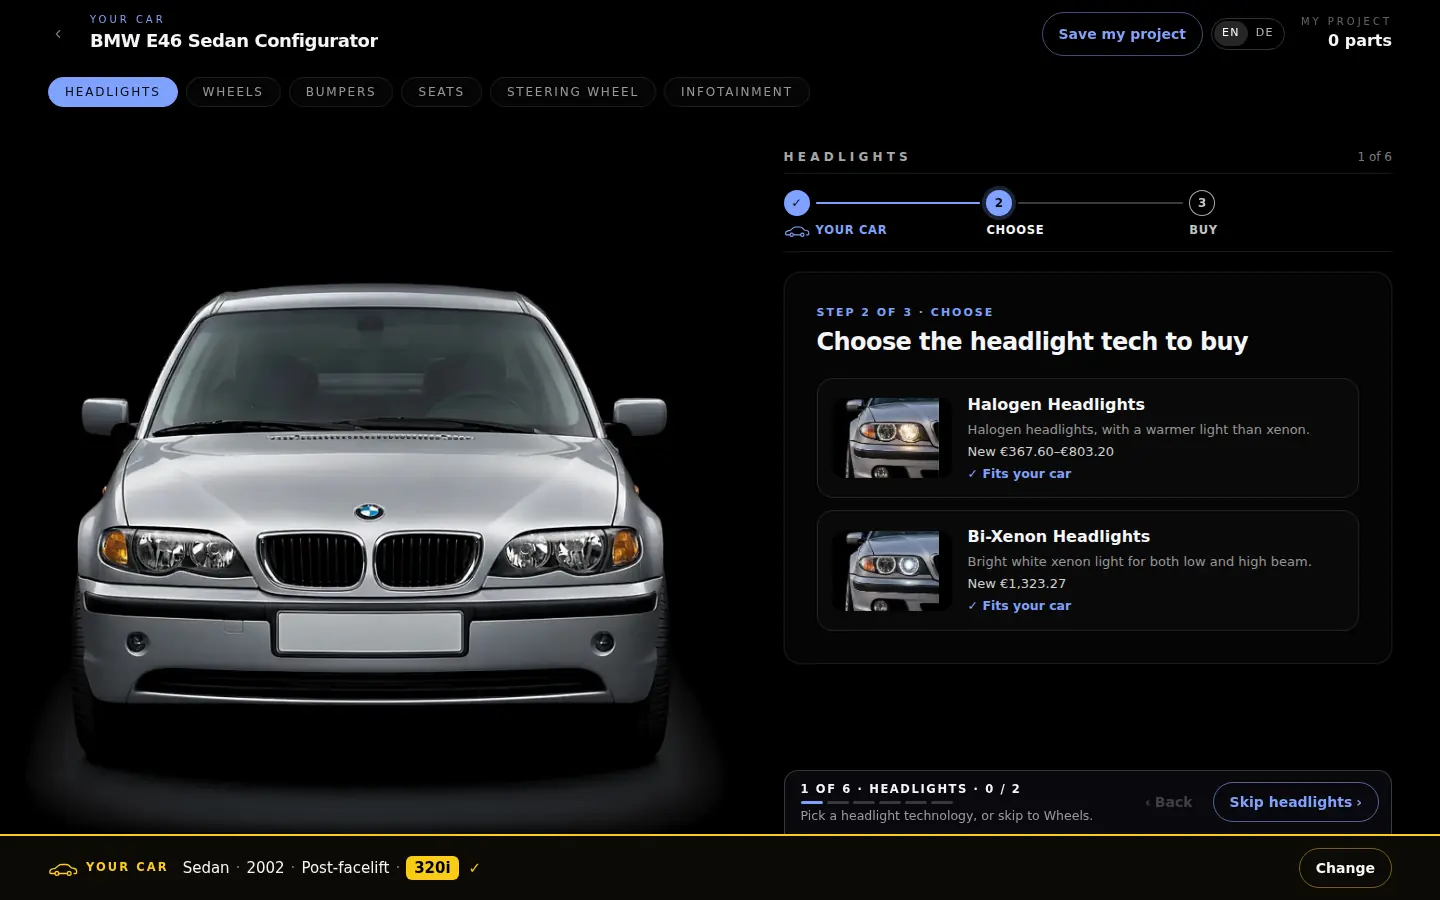 ‹
YOUR CAR
BMW E46 Sedan Configurator
Save my project
EN DE
MY PROJECT
0 parts
HEADLIGHTS
WHEELS
BUMPERS
SEATS
STEERING WHEEL
INFOTAINMENT
HEADLIGHTS
1 of 6
✓ 2 3
YOUR CAR
CHOOSE
BUY
STEP 2 OF 3 · CHOOSE
Choose the headlight tech to buy
Halogen Headlights
Halogen headlights, with a warmer light than xenon.
New €367.60–€803.20
✓ Fits your car
Bi-Xenon Headlights
Bright white xenon light for both low and high beam.
New €1,323.27
✓ Fits your car
1 OF 6 · HEADLIGHTS · 0 / 2
Pick a headlight technology, or skip to Wheels.
‹ Back
Skip headlights ›
YOUR CAR Sedan · 2002 · Post-facelift · 320i ✓
Change